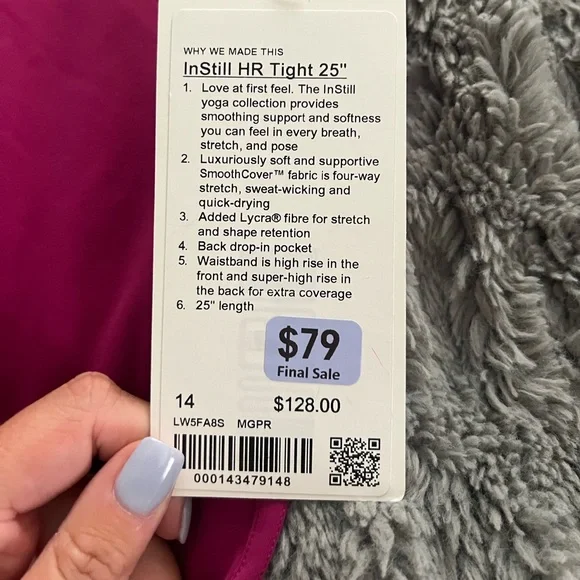 WHY WE MADE THIS
InStill HR Tight 25"
1. Love at first feel. The InStill
yoga collection provides
smoothing support and softness
you can feel in every breath,
stretch, and pose
2. Luxuriously soft and supportive
SmoothCover™ fabric is four-way
stretch, sweat-wicking and
quick-drying
3. Added Lycra® fibre for stretch
and shape retention
4. Back drop-in pocket
5. Waistband is high rise in the
front and super-high rise in
the back for extra coverage
6. 25" length
$79
Final Sale
14 $128.00
LW5FA8S MGPR
000143479148